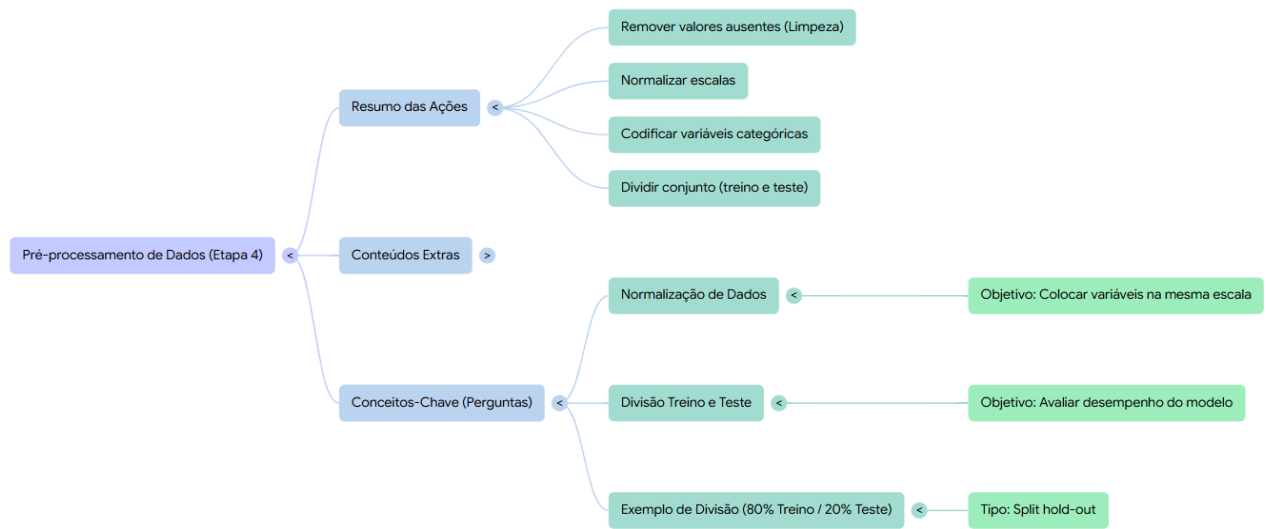 Pré-processamento de Dados (Etapa 4)
<
Resumo das Ações
<
Remover valores ausentes (Limpeza)
Normalizar escalas
Codificar variáveis categóricas
Dividir conjunto (treino e teste)
Conteúdos Extras
>
Conceitos-Chave (Perguntas)
<
Normalização de Dados
<
Objetivo: Colocar variáveis na mesma escala
Divisão Treino e Teste
<
Objetivo: Avaliar desempenho do modelo
Exemplo de Divisão (80% Treino / 20% Teste)
<
Tipo: Split hold-out